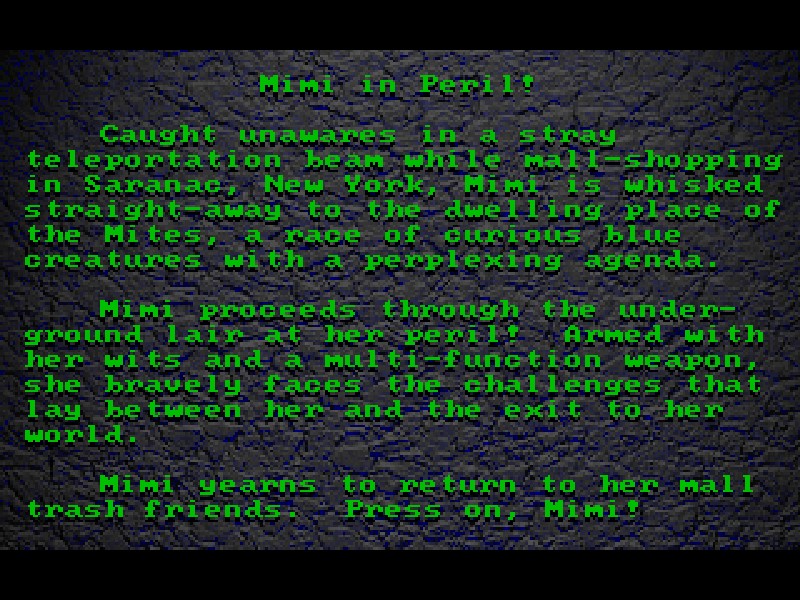 Mimi in Peril!
Caught unawares in a stray
teleportation beam while mall-shopping
in Saranac, New York, Mimi is whisked
straight-away to the dwelling place of
the Mites, a race of curious blue
creatures with a perplexing agenda.
Mimi proceeds through the under-
ground lair at her peril!  Armed with
her wits and a multi-function weapon,
she bravely faces the challenges that
lay between her and the exit to her
world.
Mimi yearns to return to her mall
trash friends.  Press on, Mimi!